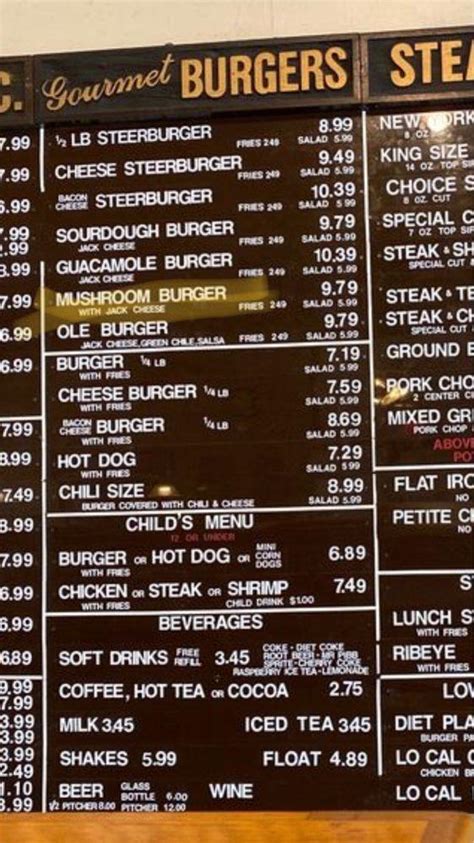 C.
Gourmet BURGERS
STEA
7.99
7.99
6.99
7.99
2.99
8.99
7.99
6.99
6.99
7.99
8.99
7.49
8.99
7.99
6.99
6.99
6.89
9.99
7.99
3.99
3.99
3.99
2.49
1.10
3.99
½ LB STEERBURGER FRIES 249 8.99
SALAD 5.99
CHEESE STEERBURGER FRIES 249 9.49
SALAD 5.99
BACON CHEESE STEERBURGER FRIES 249 10.39
SALAD 5.99
SOURDOUGH BURGER 9.79
JACK CHEESE FRIES 249 SALAD 5.99
GUACAMOLE BURGER 10.39
JACK CHEESE FRIES 249 SALAD 5.99
MUSHROOM BURGER 9.79
WITH JACK CHEESE FRIES 249 SALAD 5.99
OLE BURGER 9.79
JACK CHEESE, GREEN CHILE, SALSA FRIES 249 SALAD 5.99
BURGER ¼ LB 7.19
WITH FRIES SALAD 5.99
CHEESE BURGER ¼ LB 7.59
WITH FRIES SALAD 5.99
BACON CHEESE BURGER ¼ LB 8.69
WITH FRIES SALAD 5.99
HOT DOG 7.29
WITH FRIES SALAD 5.99
CHILI SIZE 8.99
BURGER COVERED WITH CHILI & CHEESE SALAD 5.99
CHILD'S MENU
12 OR UNDER
BURGER OR HOT DOG OR MINI CORN DOGS 6.89
WITH FRIES
CHICKEN OR STEAK OR SHRIMP 7.49
WITH FRIES CHILD DRINK $1.00
BEVERAGES
SOFT DRINKS FREE REFILL 3.45
COKE - DIET COKE
ROOT BEER - MR PIBB
SPRITE - CHERRY COKE
RASPBERRY ICE TEA - LEMONADE
COFFEE, HOT TEA OR COCOA 2.75
MILK 3.45 ICED TEA 345
SHAKES 5.99 FLOAT 4.89
BEER GLASS BOTTLE 6.00 WINE
½ PITCHER 8.00 PITCHER 12.00
NEW YORK
8 OZ
KING SIZE
14 OZ TOP SI
CHOICE S
8 OZ. CUT
SPECIAL C
7 OZ TOP SIR
STEAK & SH
SPECIAL CUT
STEAK & TE
STEAK & C
SPECIAL CUT
GROUND B
PORK CHO
2 CENTER C
MIXED GR
PORK CHOP
ABOVE
POT
FLAT IRO
NO
PETITE C
NO
S
LUNCH S
WITH FRIES
RIBEYE
WITH FRIES
LOW
DIET PLA
BURGER PA
LO CAL
CHICKEN B
LO CAL